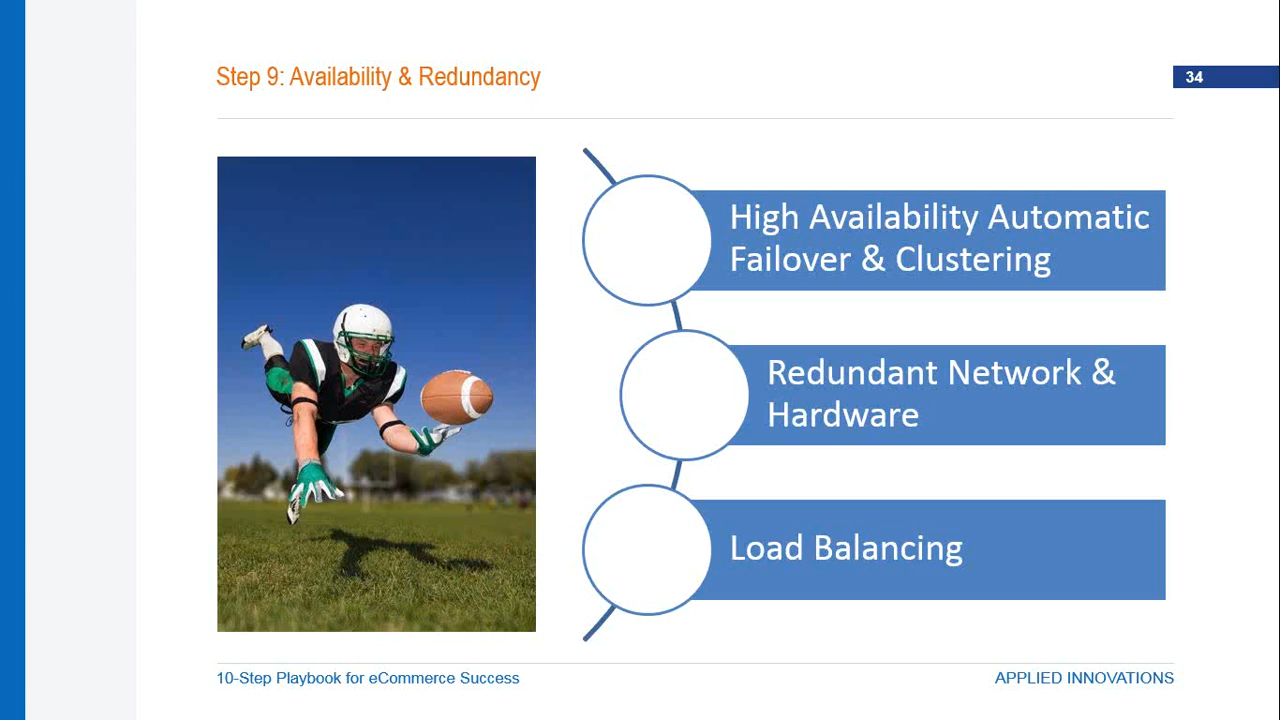 Step 9: Availability & Redundancy
34
High Availability Automatic
Failover & Clustering
Redundant Network &
Hardware
Load Balancing
10-Step Playbook for eCommerce Success
APPLIED INNOVATIONS